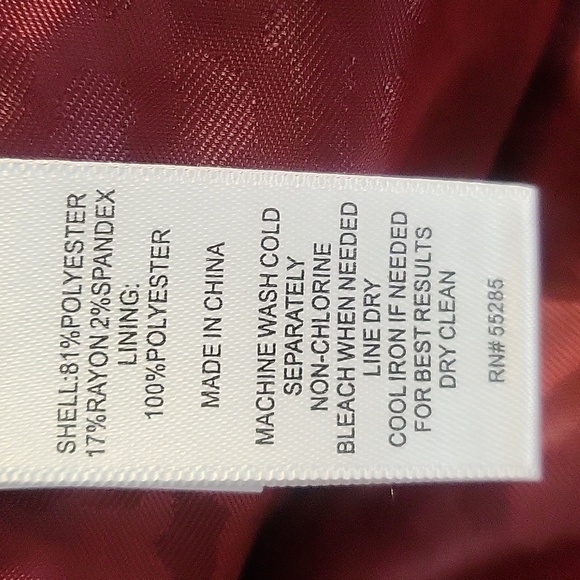 SHELL:81%POLYESTER
17%RAYON 2%SPANDEX
LINING:
100%POLYESTER
MADE IN CHINA
MACHINE WASH COLD
SEPARATELY
NON-CHLORINE
BLEACH WHEN NEEDED
LINE DRY
COOL IRON IF NEEDED
FOR BEST RESULTS
DRY CLEAN
RN# 55285